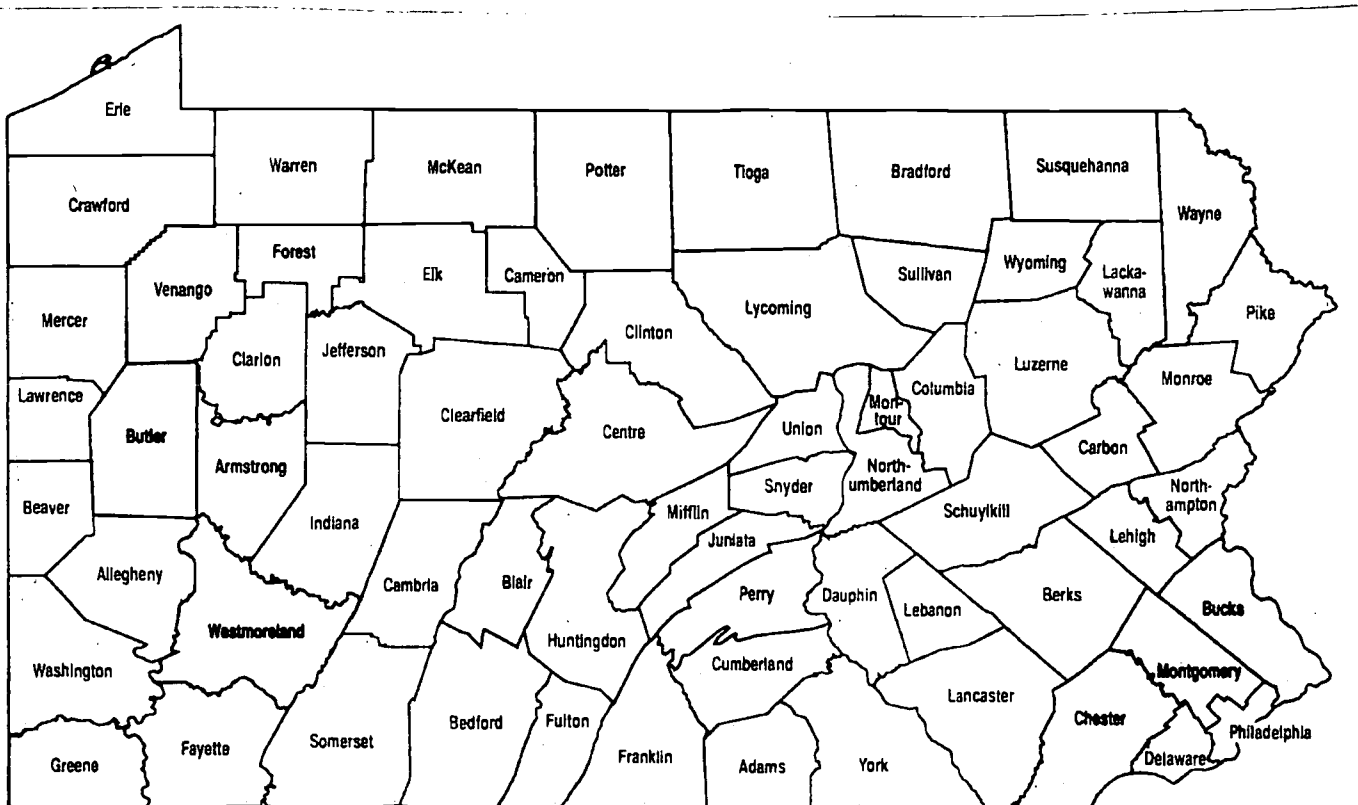 Erie
Warren
McKean
Potter
Tioga
Bradford
Susquehanna
Crawford
Wayne
Forest
Elk
Cameron
Sullivan
Wyoming
Lacka-
wanna
Venango
Mercer
Lycoming
Pike
Clinton
Clarion
Jefferson
Luzerne
Monroe
Lawrence
Columbia
Mon-
tour
Clearfield
Centre
Union
Butler
Carbon
Armstrong
North-
umberland
Snyder
North-
ampton
Beaver
Indiana
Mifflin
Schuylkill
Lehigh
Juniata
Allegheny
Cambria
Blair
Perry
Dauphin
Lebanon
Berks
Bucks
Westmoreland
Huntingdon
Washington
Cumberland
Montgomery
Lancaster
Chester
Philadelphia
Greene
Fayette
Somerset
Bedford
Fulton
Franklin
Adams
York
Delaware